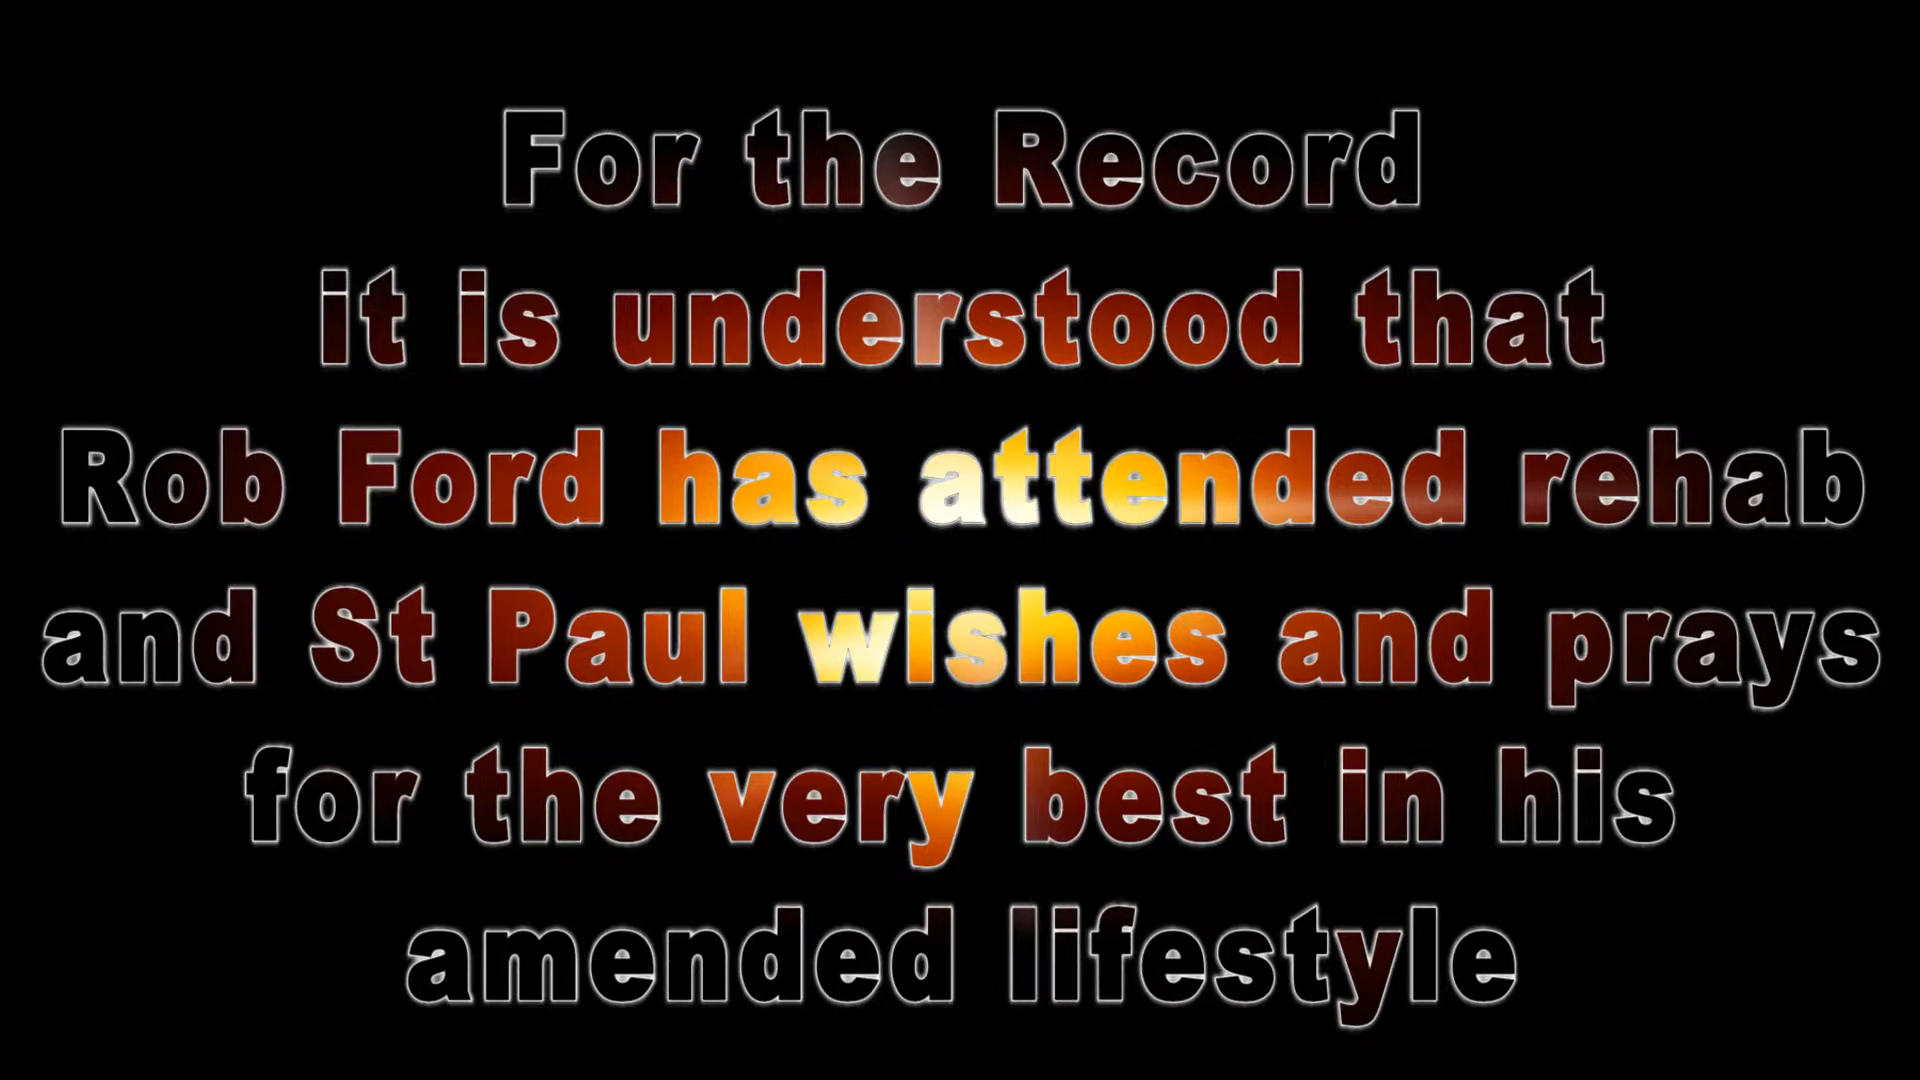 For the Record
it is understood that
Rob Ford has attended rehab
and St Paul wishes and prays
for the very best in his
amended lifestyle